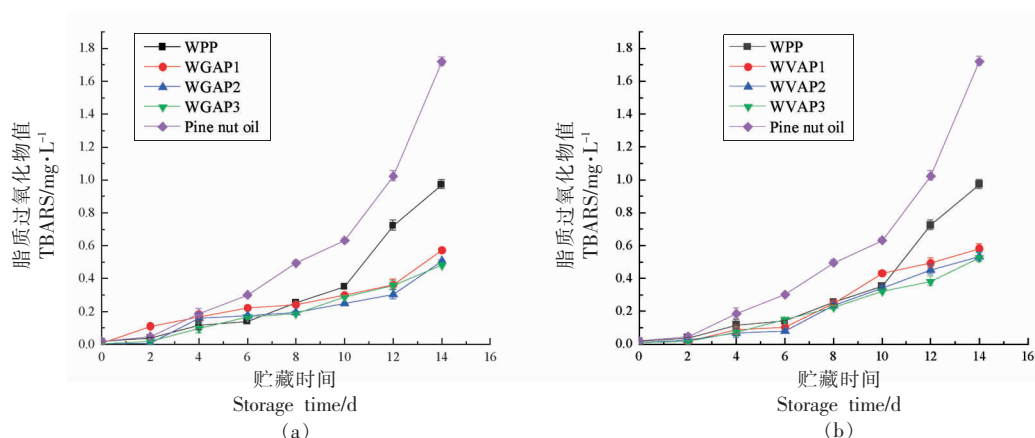 WPP
WGAP1
WGAP2
WGAP3
Pine nut oil
1.8
1.6
1.4
1.2
1.0
0.8
0.6
0.4
0.2
0.0
脂质过氧化物值
TBARS/mg·L⁻¹
0 2 4 6 8 10 12 14 16
贮藏时间
Storage time/d
(a)
WPP
WVAP1
WVAP2
WVAP3
Pine nut oil
1.8
1.6
1.4
1.2
1.0
0.8
0.6
0.4
0.2
0.0
脂质过氧化物值
TBARS/mg·L⁻¹
0 2 4 6 8 10 12 14 16
贮藏时间
Storage time/d
(b)